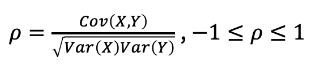 ρ = Cov(X,Y) / √Var(X)Var(Y) , −1 ≤ ρ ≤ 1